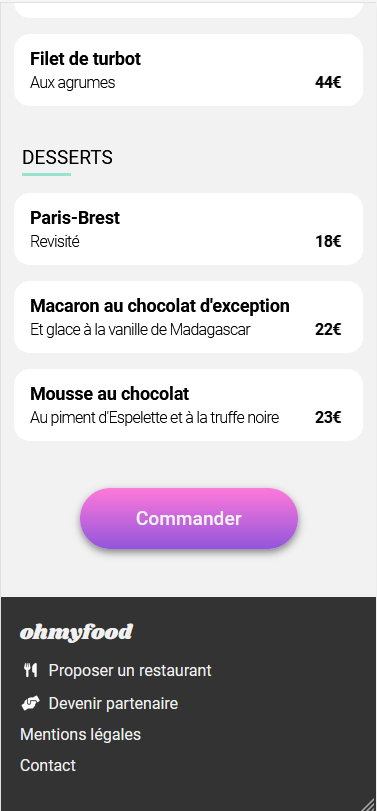 Filet de turbot
Aux agrumes 44€
DESSERTS
Paris-Brest
Revisité 18€
Macaron au chocolat d'exception
Et glace à la vanille de Madagascar 22€
Mousse au chocolat
Au piment d'Espelette et à la truffe noire 23€
Commander
ohmyfood
Proposer un restaurant
Devenir partenaire
Mentions légales
Contact